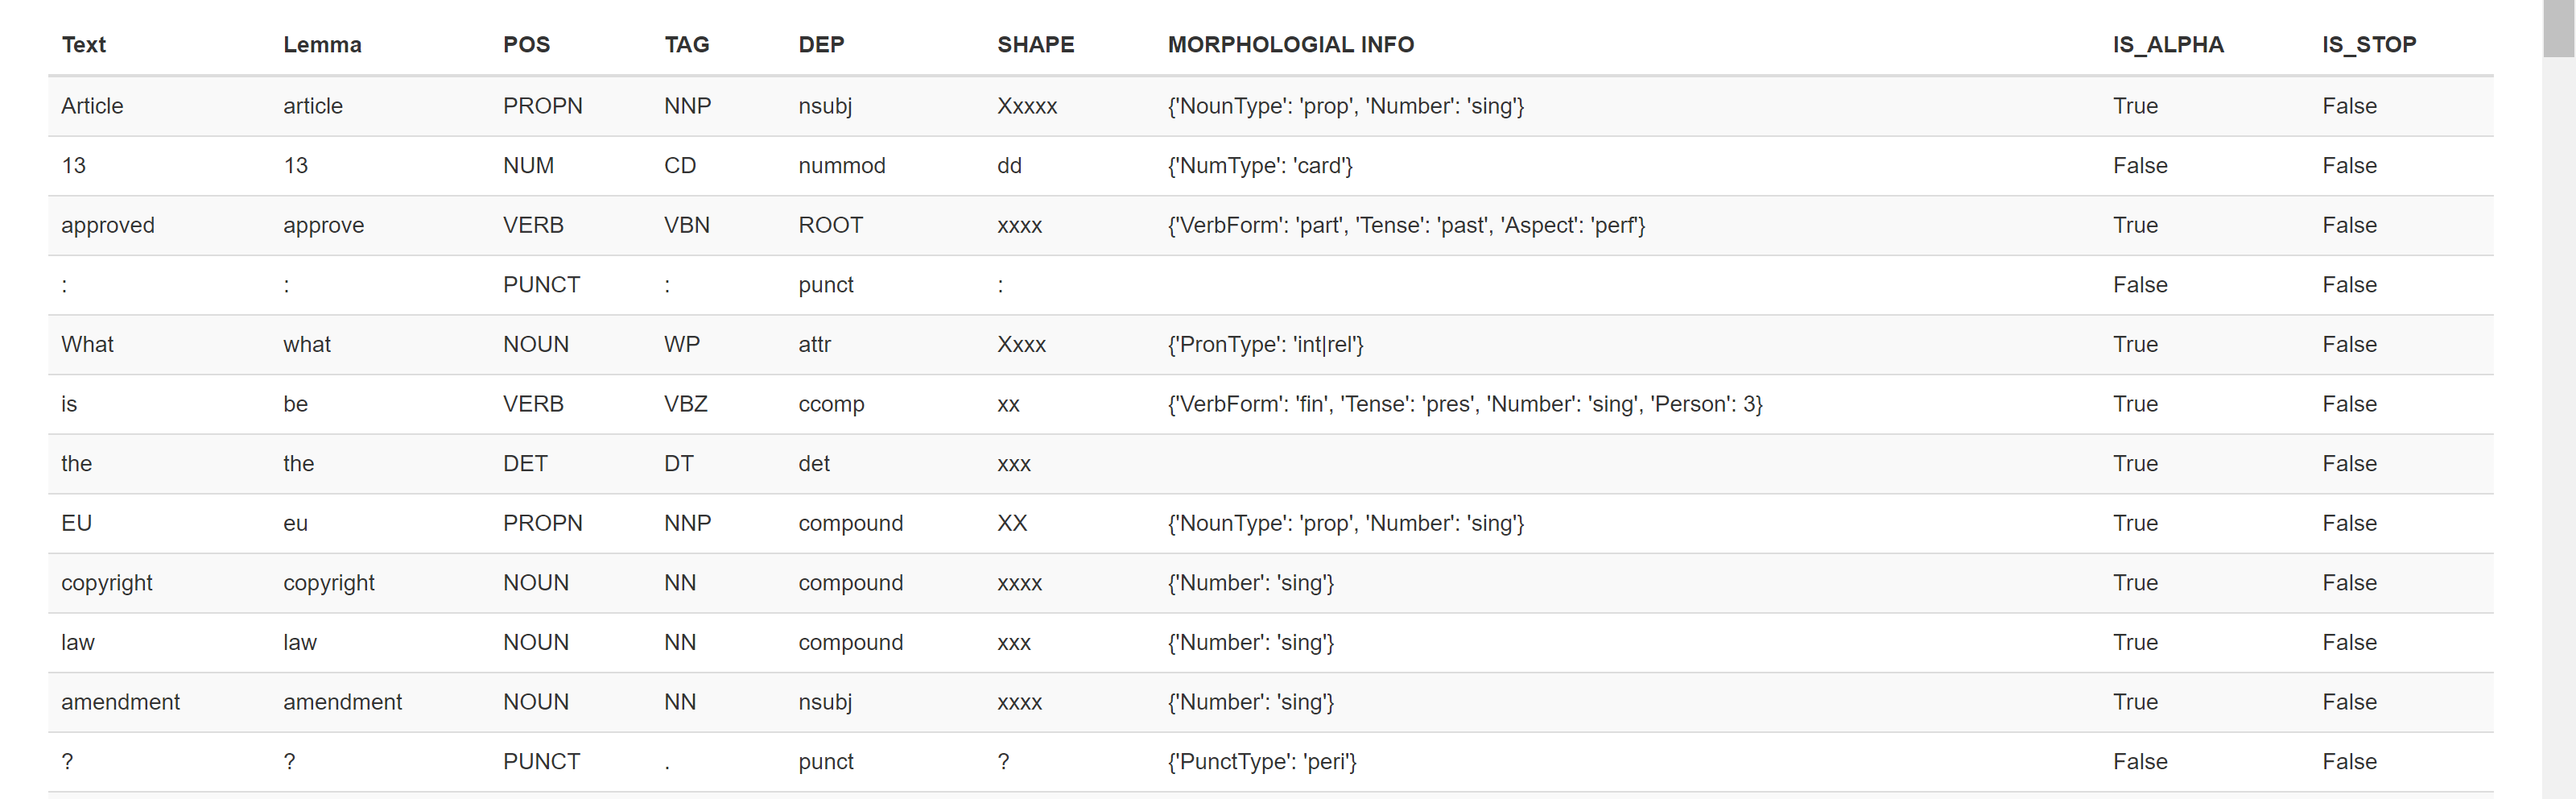 Text Lemma POS TAG DEP SHAPE MORPHOLOGIAL INFO IS_ALPHA IS_STOP
Article article PROPN NNP nsubj Xxxxx {'NounType': 'prop', 'Number': 'sing'} True False
13 13 NUM CD nummod dd {'NumType': 'card'} False False
approved approve VERB VBN ROOT xxxx {'VerbForm': 'part', 'Tense': 'past', 'Aspect': 'perf'} True False
: : PUNCT : punct : False False
What what NOUN WP attr Xxxx {'PronType': 'int|rel'} True False
is be VERB VBZ ccomp xx {'VerbForm': 'fin', 'Tense': 'pres', 'Number': 'sing', 'Person': 3} True False
the the DET DT det xxx True False
EU eu PROPN NNP compound XX {'NounType': 'prop', 'Number': 'sing'} True False
copyright copyright NOUN NN compound xxxx {'Number': 'sing'} True False
law law NOUN NN compound xxx {'Number': 'sing'} True False
amendment amendment NOUN NN nsubj xxxx {'Number': 'sing'} True False
? ? PUNCT . punct ? {'PunctType': 'peri'} False False